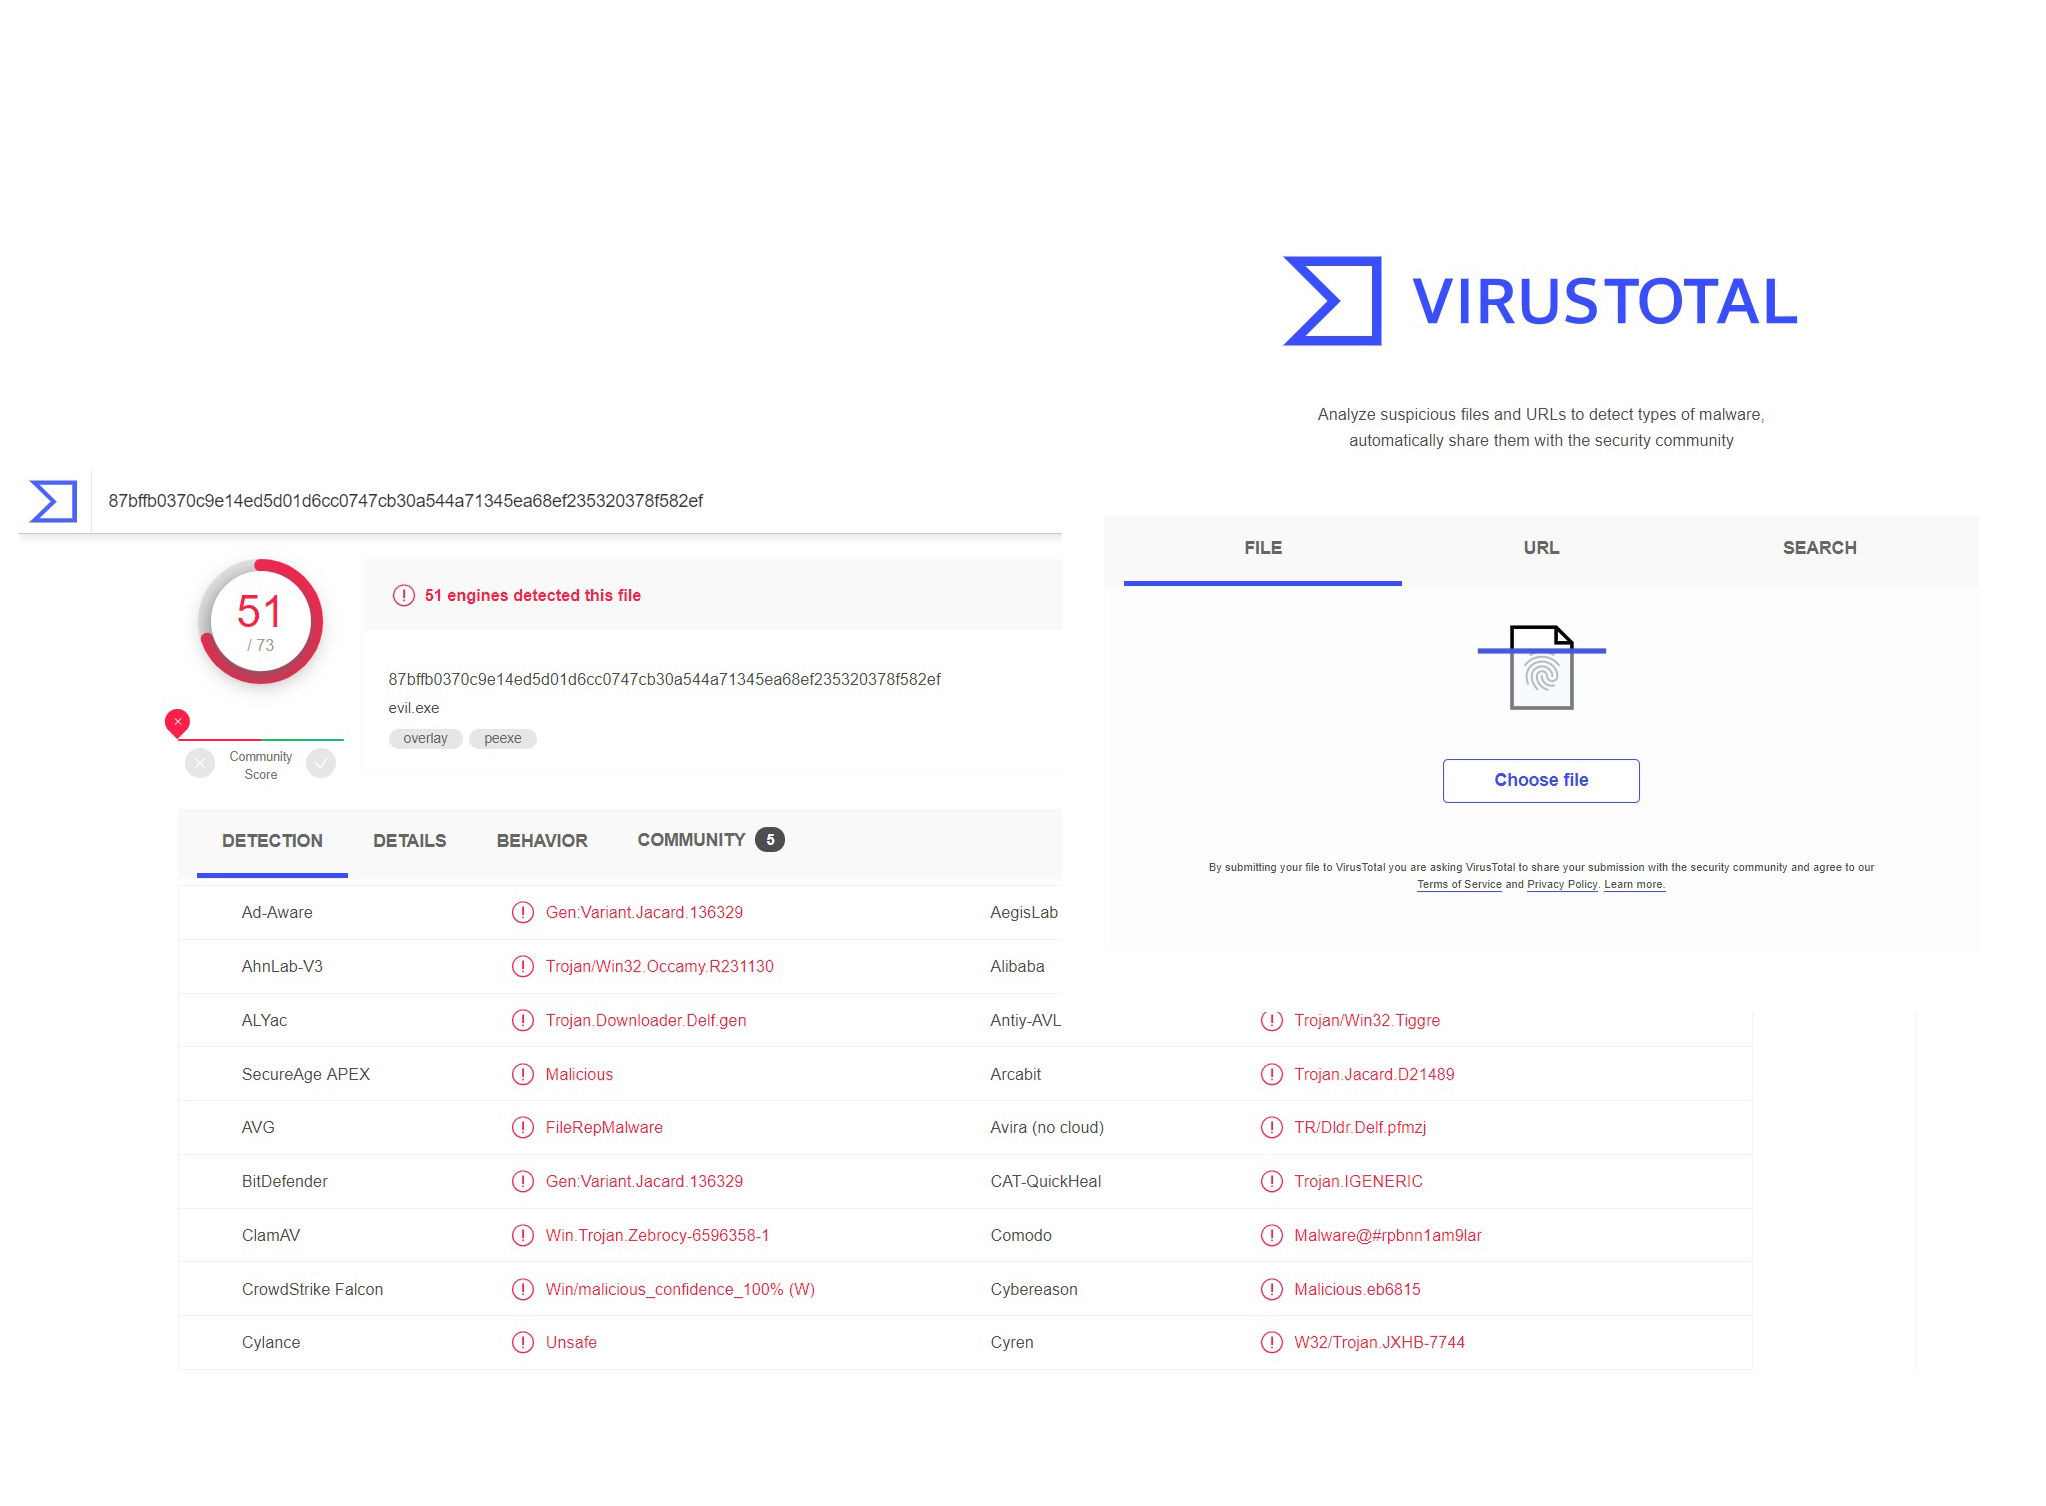 VIRUSTOTAL
Analyze suspicious files and URLs to detect types of malware,
automatically share them with the security community
FILE URL SEARCH
Choose file
By submitting your file to VirusTotal you are asking VirusTotal to share your submission with the security community and agree to our
Terms of Service and Privacy Policy. Learn more.
87bffb0370c9e14ed5d01d6cc0747cb30a544a71345ea68ef235320378f582ef
51
/ 73
Community
Score
51 engines detected this file
87bffb0370c9e14ed5d01d6cc0747cb30a544a71345ea68ef235320378f582ef
evil.exe
overlay peexe
DETECTION DETAILS BEHAVIOR COMMUNITY 5
Ad-Aware Gen:Variant.Jacard.136329 AegisLab
AhnLab-V3 Trojan/Win32.Occamy.R231130 Alibaba
ALYac Trojan.Downloader.Delf.gen Antiy-AVL Trojan/Win32.Tiggre
SecureAge APEX Malicious Arcabit Trojan.Jacard.D21489
AVG FileRepMalware Avira (no cloud) TR/Dldr.Delf.pfmzj
BitDefender Gen:Variant.Jacard.136329 CAT-QuickHeal Trojan.IGENERIC
ClamAV Win.Trojan.Zebrocy-6596358-1 Comodo Malware@#rpbnn1am9lar
CrowdStrike Falcon Win/malicious_confidence_100% (W) Cybereason Malicious.eb6815
Cylance Unsafe Cyren W32/Trojan.JXHB-7744